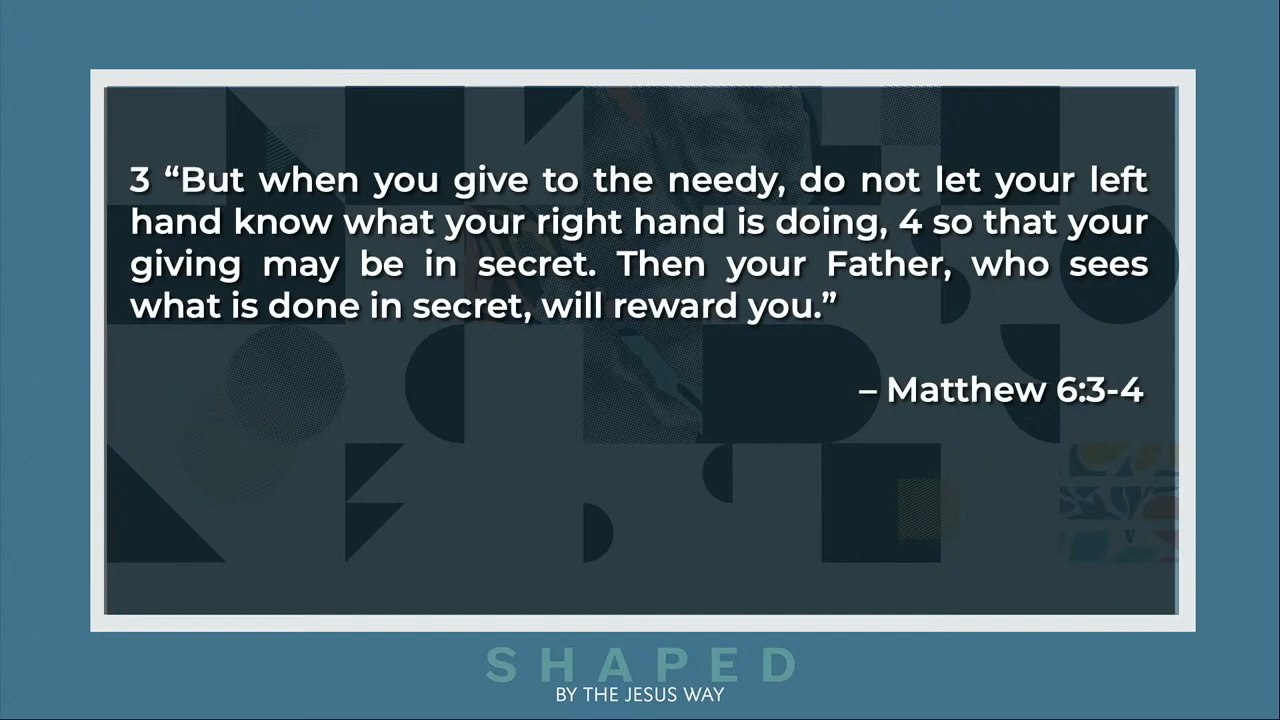 3 “But when you give to the needy, do not let your left
hand know what your right hand is doing, 4 so that your
giving may be in secret. Then your Father, who sees
what is done in secret, will reward you.”
– Matthew 6:3-4
SHAPED
BY THE JESUS WAY